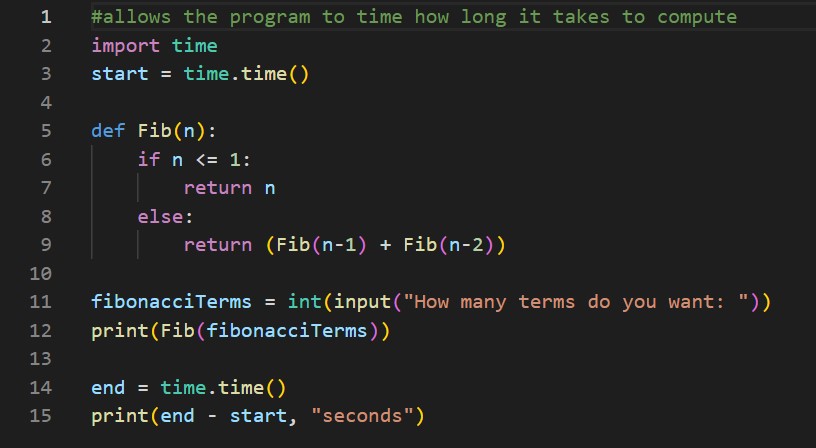 1 #allows the program to time how long it takes to compute
2 import time
3 start = time.time()
4
5 def Fib(n):
6     if n <= 1:
7         return n
8     else:
9         return (Fib(n-1) + Fib(n-2))
10
11 fibonacciTerms = int(input("How many terms do you want: "))
12 print(Fib(fibonacciTerms))
13
14 end = time.time()
15 print(end - start, "seconds")